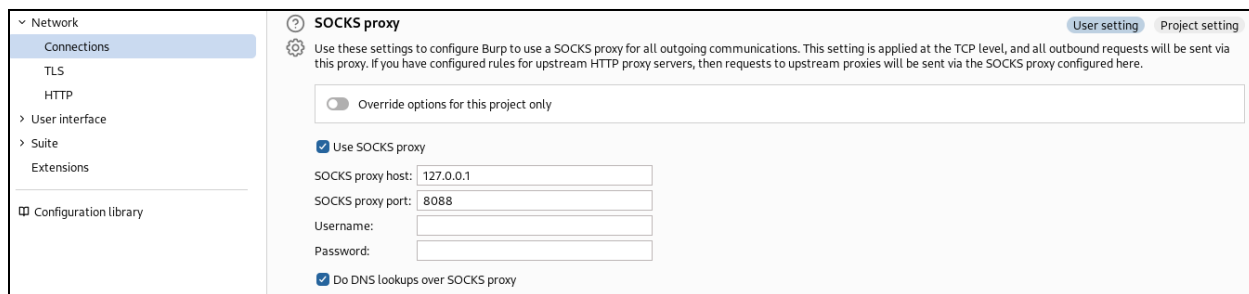 Network
Connections
TLS
HTTP
User interface
Suite
Extensions
Configuration library
SOCKS proxy
User setting
Project setting
Use these settings to configure Burp to use a SOCKS proxy for all outgoing communications. This setting is applied at the TCP level, and all outbound requests will be sent via
this proxy. If you have configured rules for upstream HTTP proxy servers, then requests to upstream proxies will be sent via the SOCKS proxy configured here.
Override options for this project only
Use SOCKS proxy
SOCKS proxy host: 127.0.0.1
SOCKS proxy port: 8088
Username:
Password:
Do DNS lookups over SOCKS proxy